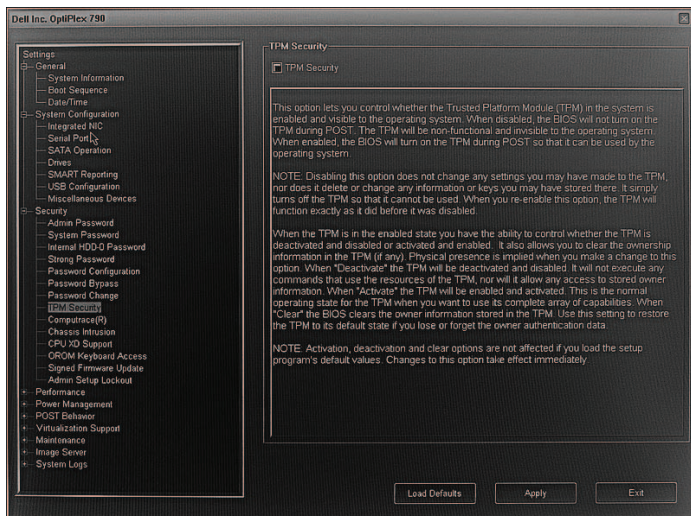 Dell Inc. OptiPlex 790
Settings
General
System Information
Boot Sequence
Date/Time
System Configuration
Integrated NIC
Serial Port
SATA Operation
Drives
SMART Reporting
USB Configuration
Miscellaneous Devices
Security
Admin Password
System Password
Internal HDD-0 Password
Strong Password
Password Configuration
Password Bypass
Password Change
TPM Security
Computrace(R)
Chassis Intrusion
CPU XD Support
OROM Keyboard Access
Signed Firmware Update
Admin Setup Lockout
Performance
Power Management
POST Behavior
Virtualization Support
Maintenance
Image Server
System Logs
TPM Security
TPM Security
This option lets you control whether the Trusted Platform Module (TPM) in the system is
enabled and visible to the operating system. When disabled, the BIOS will not turn on the
TPM during POST. The TPM will be non-functional and invisible to the operating system.
When enabled, the BIOS will turn on the TPM during POST so that it can be used by the
operating system.
NOTE: Disabling this option does not change any settings you may have made to the TPM,
nor does it delete or change any information or keys you may have stored there. It simply
turns off the TPM so that it cannot be used. When you re-enable this option, the TPM will
function exactly as it did before it was disabled.
When the TPM is in the enabled state you have the ability to control whether the TPM is
deactivated and disabled or activated and enabled. It also allows you to clear the ownership
information in the TPM (if any). Physical presence is implied when you make a change to this
option. When "Deactivate" the TPM will be deactivated and disabled. It will not execute any
commands that use the resources of the TPM, nor will it allow any access to stored owner
information. When "Activate" the TPM will be enabled and activated. This is the normal
operating state for the TPM when you want to use its complete array of capabilities. When
"Clear" the BIOS clears the owner information stored in the TPM. Use this setting to restore
the TPM to its default state if you lose or forget the owner authentication data.
NOTE: Activation, deactivation and clear options are not affected if you load the setup
program's default values. Changes to this option take effect immediately.
Load Defaults
Apply
Exit